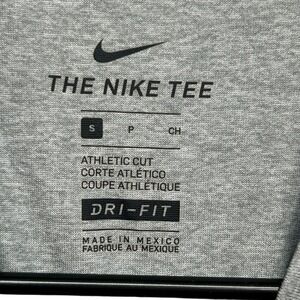 THE NIKE TEE
S P CH
ATHLETIC CUT
CORTE ATLÉTICO
COUPE ATHLÉTIQUE
DRI-FIT
MADE IN MEXICO
FABRIQUÉ AU MEXIQUE